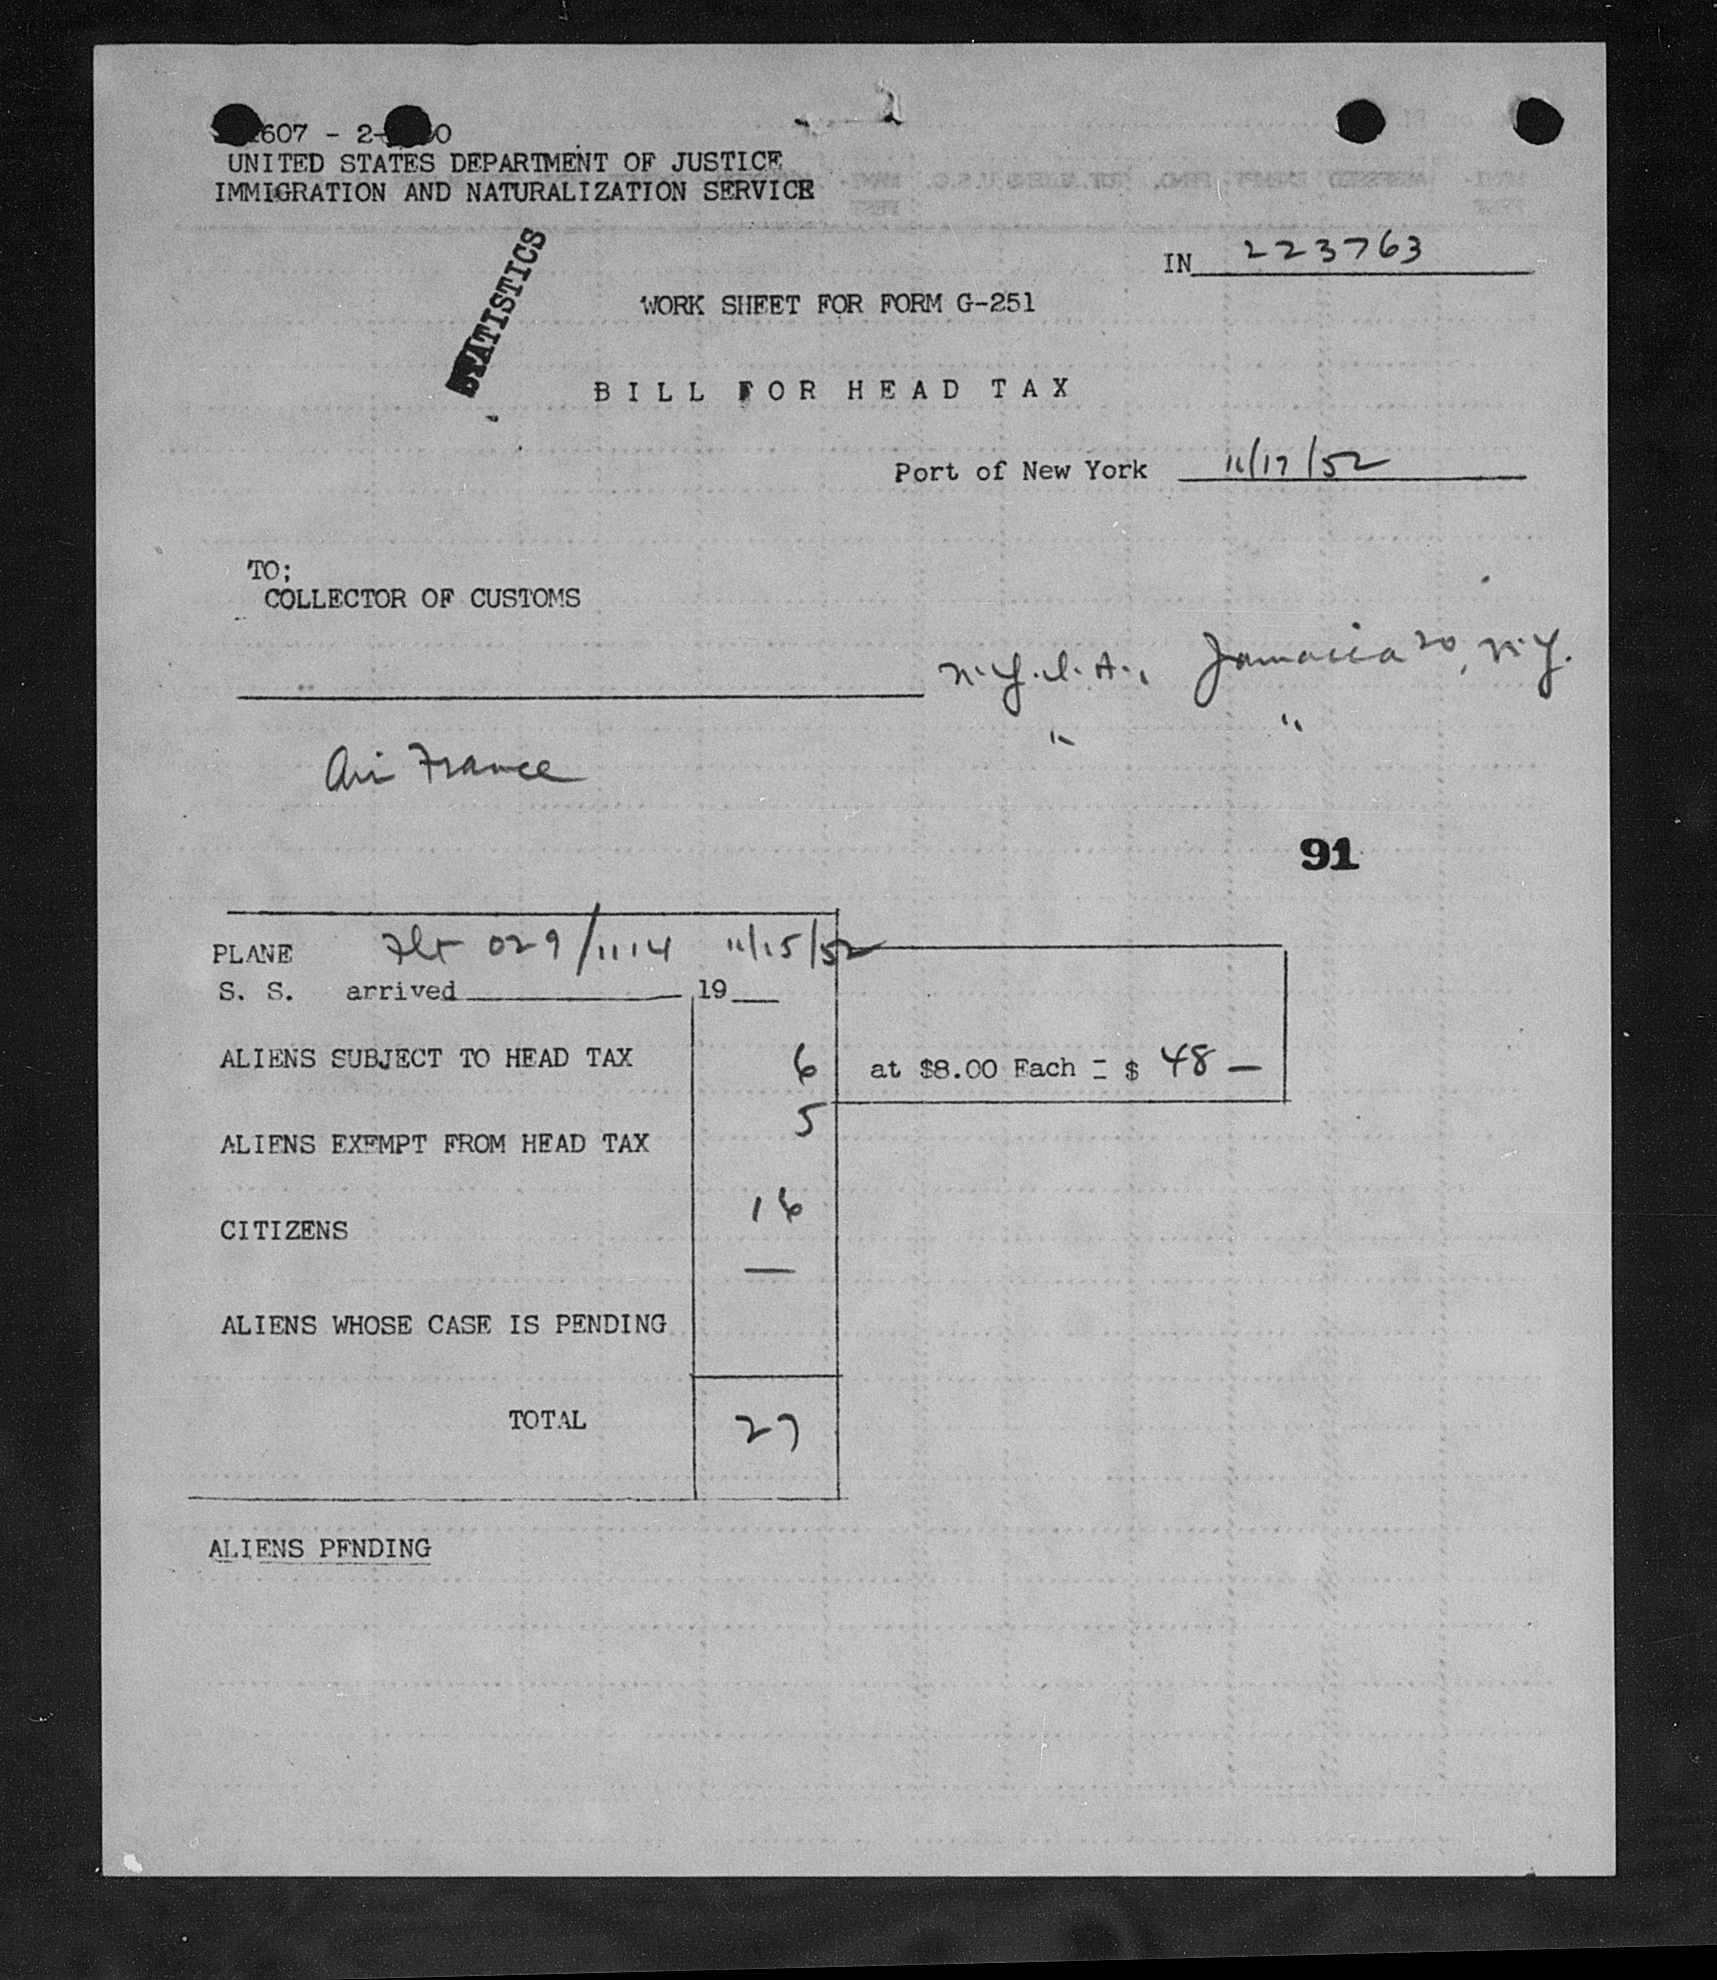 607 - 2- 0
UNITED STATES DEPARTMENT OF JUSTICE
IMMIGRATION AND NATURALIZATION SERVICE
STATISTICS
IN 223763
WORK SHEET FOR FORM G-251
BILL FOR HEAD TAX
Port of New York 11/17/52
TO;
COLLECTOR OF CUSTOMS
N.Y.I.A., Jamaica 20, N.Y.
" "
Air France
91
PLANE Flt 029/1114 11/15/52
S. S. arrived 19
ALIENS SUBJECT TO HEAD TAX 6 at $8.00 Each = $ 48 —
ALIENS EXEMPT FROM HEAD TAX 5
CITIZENS 16
ALIENS WHOSE CASE IS PENDING —
TOTAL 27
ALIENS PENDING